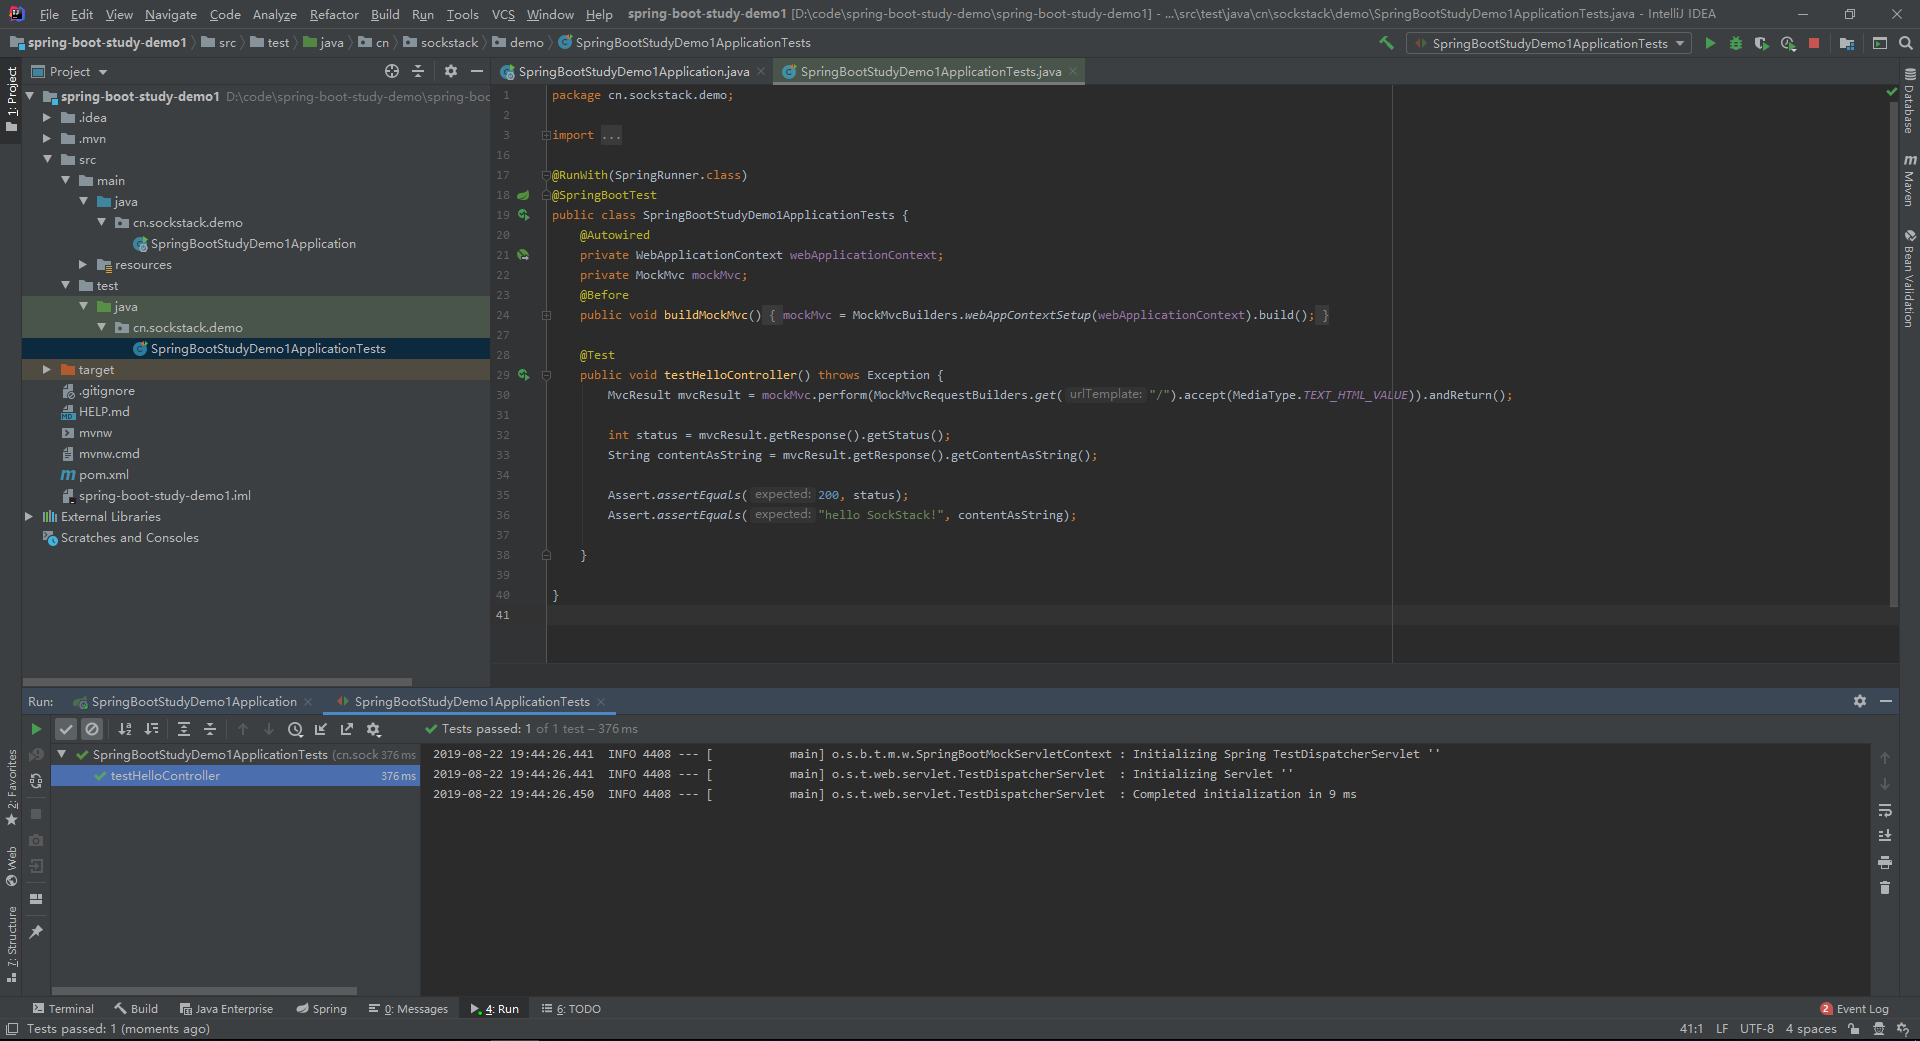 File Edit View Navigate Code Analyze Refactor Build Run Tools VCS Window Help spring-boot-study-demo1 [D:\code\spring-boot-study-demo\spring-boot-study-demo1] - ...\src\test\java\cn\sockstack\demo\SpringBootStudyDemo1ApplicationTests.java - IntelliJ IDEA
spring-boot-study-demo1 src test java cn sockstack demo SpringBootStudyDemo1ApplicationTests SpringBootStudyDemo1ApplicationTests
1: Project
Project
spring-boot-study-demo1 D:\code\spring-boot-study-demo\spring-boo
.idea
.mvn
src
main
java
cn.sockstack.demo
SpringBootStudyDemo1Application
resources
test
java
cn.sockstack.demo
SpringBootStudyDemo1ApplicationTests
target
.gitignore
HELP.md
mvnw
mvnw.cmd
pom.xml
spring-boot-study-demo1.iml
External Libraries
Scratches and Consoles
SpringBootStudyDemo1Application.java SpringBootStudyDemo1ApplicationTests.java
1 package cn.sockstack.demo;
2
3 import ...
16
17 @RunWith(SpringRunner.class)
18 @SpringBootTest
19 public class SpringBootStudyDemo1ApplicationTests {
20 @Autowired
21 private WebApplicationContext webApplicationContext;
22 private MockMvc mockMvc;
23 @Before
24 public void buildMockMvc() { mockMvc = MockMvcBuilders.webAppContextSetup(webApplicationContext).build(); }
27
28 @Test
29 public void testHelloController() throws Exception {
30 MvcResult mvcResult = mockMvc.perform(MockMvcRequestBuilders.get( urlTemplate: "/").accept(MediaType.TEXT_HTML_VALUE)).andReturn();
31
32 int status = mvcResult.getResponse().getStatus();
33 String contentAsString = mvcResult.getResponse().getContentAsString();
34
35 Assert.assertEquals( expected: 200, status);
36 Assert.assertEquals( expected: "hello SockStack!", contentAsString);
37
38 }
39
40 }
41
Database
Maven
Bean Validation
Run: SpringBootStudyDemo1Application SpringBootStudyDemo1ApplicationTests
Tests passed: 1 of 1 test – 376 ms
SpringBootStudyDemo1ApplicationTests (cn.sock 376 ms
testHelloController 376 ms
2019-08-22 19:44:26.441 INFO 4408 --- [ main] o.s.b.t.m.w.SpringBootMockServletContext : Initializing Spring TestDispatcherServlet ''
2019-08-22 19:44:26.441 INFO 4408 --- [ main] o.s.t.web.servlet.TestDispatcherServlet : Initializing Servlet ''
2019-08-22 19:44:26.450 INFO 4408 --- [ main] o.s.t.web.servlet.TestDispatcherServlet : Completed initialization in 9 ms
2: Favorites
Web
7: Structure
Terminal Build Java Enterprise Spring 0: Messages 4: Run 6: TODO 2 Event Log
Tests passed: 1 (moments ago) 41:1 LF UTF-8 4 spaces